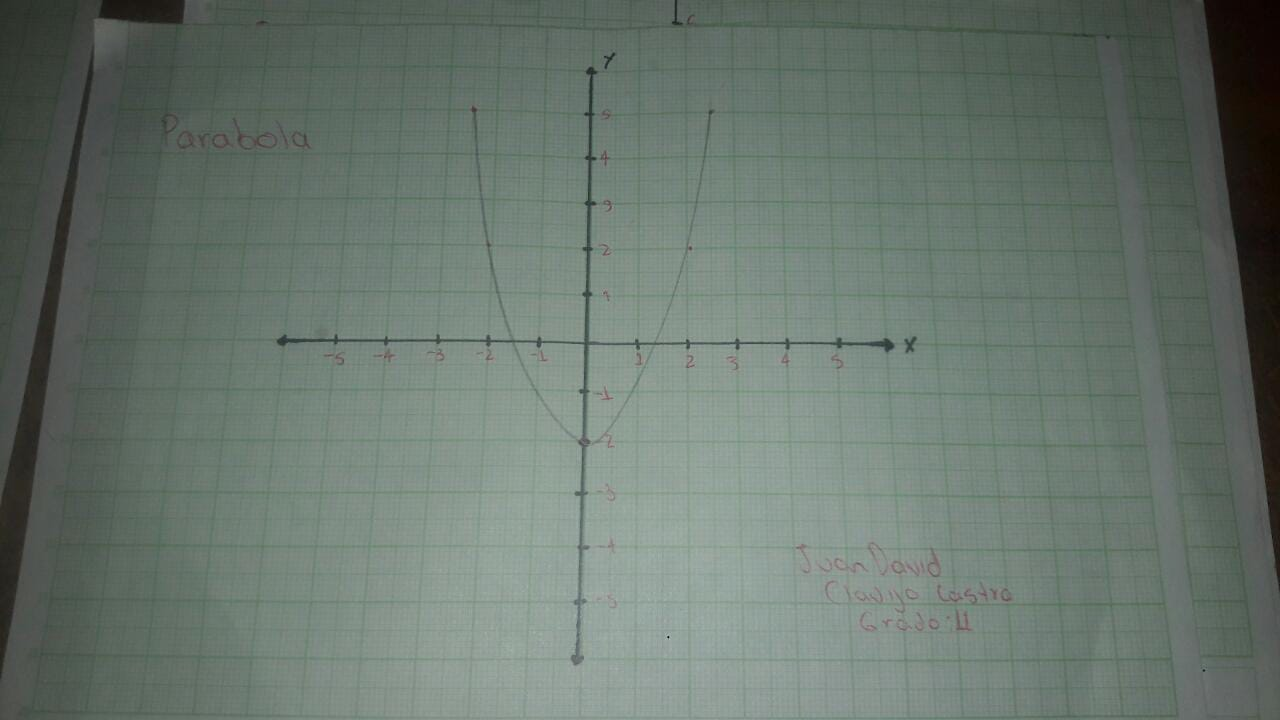 c
Y
Parabola
5
4
3
2
1
-5 -4 -3 -2 -1 1 2 3 4 5 X
-1
-2
-3
-4
-5
Juan David
Clavijo Castro
Grado: 11